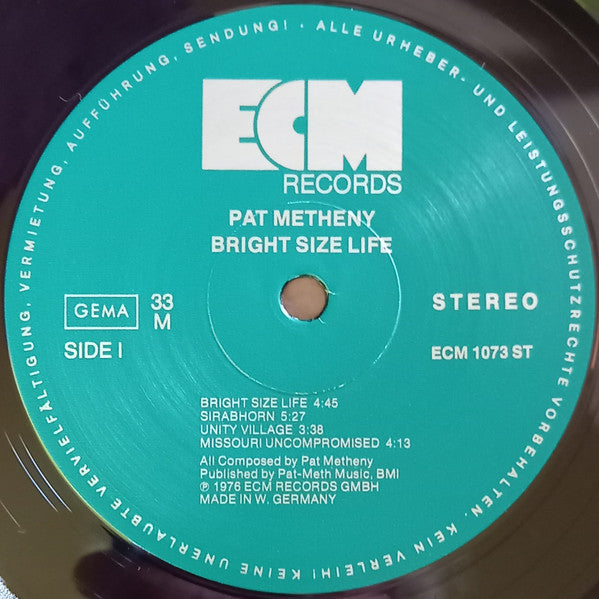 ALLE URHEBER- UND LEISTUNGSSCHUTZRECHTE VORBEHALTEN. KEIN VERLEIH! KEINE UNERLAUBTE VERVIELFÄLTIGUNG, VERMIETUNG, AUFFÜHRUNG, SENDUNG! -
ECM
RECORDS
PAT METHENY
BRIGHT SIZE LIFE
GEMA
33
M
STEREO
SIDE I
ECM 1073 ST
BRIGHT SIZE LIFE 4:45
SIRABHORN 5:27
UNITY VILLAGE 3:38
MISSOURI UNCOMPROMISED 4:13
All Composed by Pat Metheny
Published by Pat-Meth Music, BMI
℗ 1976 ECM RECORDS GMBH
MADE IN W. GERMANY